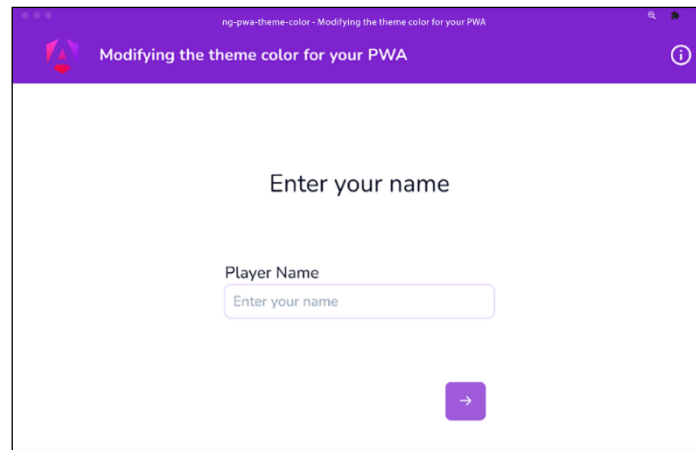 ng-pwa-theme-color - Modifying the theme color for your PWA
Modifying the theme color for your PWA
Enter your name
Player Name
Enter your name